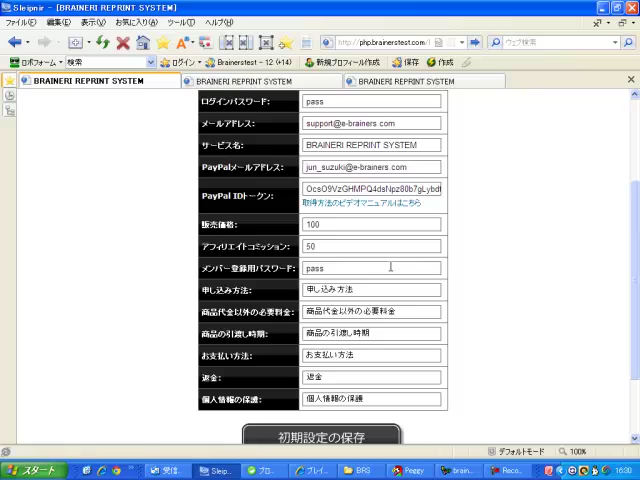 Sleipnir - [BRAINERI REPRINT SYSTEM]
ファイル(F) 編集(E) 表示(V) お気に入り(A) ツール(T) ヘルプ(H)
http://php.brainerstest.com/l ウェブ検索
ロボフォーム 検索 ログイン Brainerstest - 12 (+14) 新規プロフィール作成 保存 作成
BRAINERI REPRINT SYSTEM BRAINERI REPRINT SYSTEM BRAINERI REPRINT SYSTEM
ログインパスワード: pass
メールアドレス: support@e-brainers.com
サービス名: BRAINERI REPRINT SYSTEM
PayPalメールアドレス: jun_suzuki@e-brainers.com
PayPal IDトークン:
取得方法のビデオマニュアルはこちら
販売価格: 100
アフィリエイトコミッション: 50
メンバー登録用パスワード: pass
申し込み方法: 申し込み方法
商品代金以外の必要料金: 商品代金以外の必要料金
商品の引渡し時期: 商品の引渡し時期
お支払い方法: お支払い方法
返金: 返金
個人情報の保護: 個人情報の保護
初期設定の保存
デフォルトモード 100%
スタート 受信. Sleip.. ブロ.. ブレイ.. BRS Peggy brain.. Reco.. 16:30